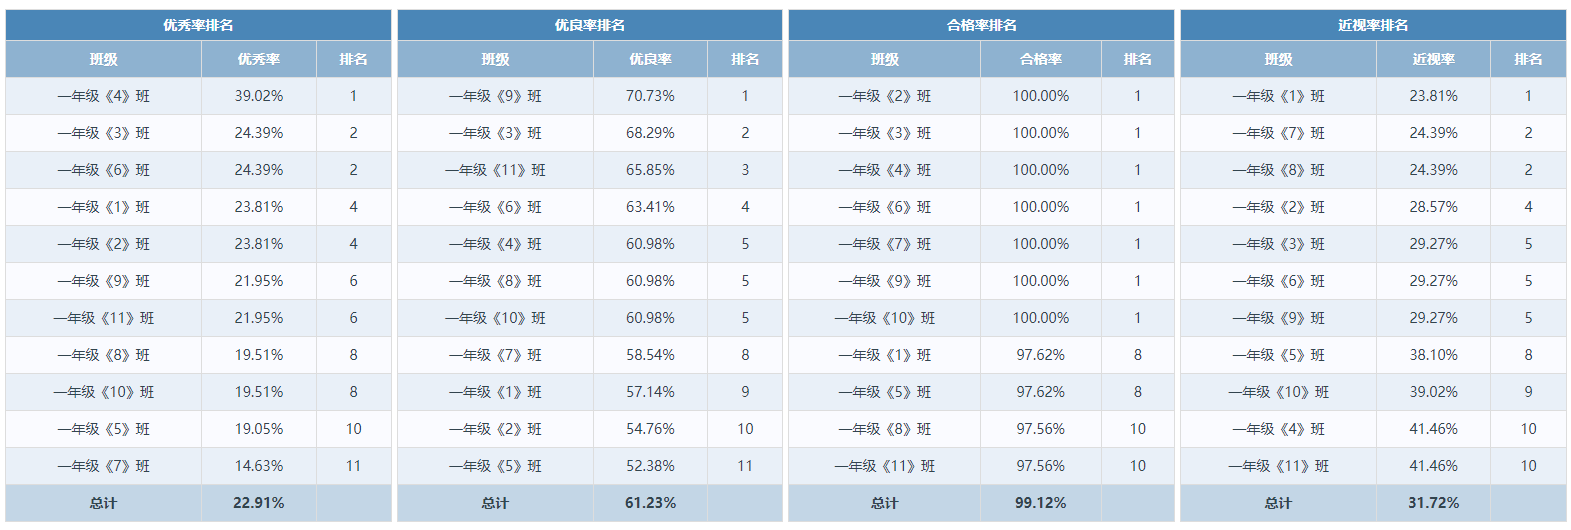 优秀率排名 优良率排名 合格率排名 近视率排名
班级 优秀率 排名 班级 优良率 排名 班级 合格率 排名 班级 近视率 排名
一年级《4》班 39.02% 1 一年级《9》班 70.73% 1 一年级《2》班 100.00% 1 一年级《1》班 23.81% 1
一年级《3》班 24.39% 2 一年级《3》班 68.29% 2 一年级《3》班 100.00% 1 一年级《7》班 24.39% 2
一年级《6》班 24.39% 2 一年级《11》班 65.85% 3 一年级《4》班 100.00% 1 一年级《8》班 24.39% 2
一年级《1》班 23.81% 4 一年级《6》班 63.41% 4 一年级《6》班 100.00% 1 一年级《2》班 28.57% 4
一年级《2》班 23.81% 4 一年级《4》班 60.98% 5 一年级《7》班 100.00% 1 一年级《3》班 29.27% 5
一年级《9》班 21.95% 6 一年级《8》班 60.98% 5 一年级《9》班 100.00% 1 一年级《6》班 29.27% 5
一年级《11》班 21.95% 6 一年级《10》班 60.98% 5 一年级《10》班 100.00% 1 一年级《9》班 29.27% 5
一年级《8》班 19.51% 8 一年级《7》班 58.54% 8 一年级《1》班 97.62% 8 一年级《5》班 38.10% 8
一年级《10》班 19.51% 8 一年级《1》班 57.14% 9 一年级《5》班 97.62% 8 一年级《10》班 39.02% 9
一年级《5》班 19.05% 10 一年级《2》班 54.76% 10 一年级《8》班 97.56% 10 一年级《4》班 41.46% 10
一年级《7》班 14.63% 11 一年级《5》班 52.38% 11 一年级《11》班 97.56% 10 一年级《11》班 41.46% 10
总计 22.91% 总计 61.23% 总计 99.12% 总计 31.72%